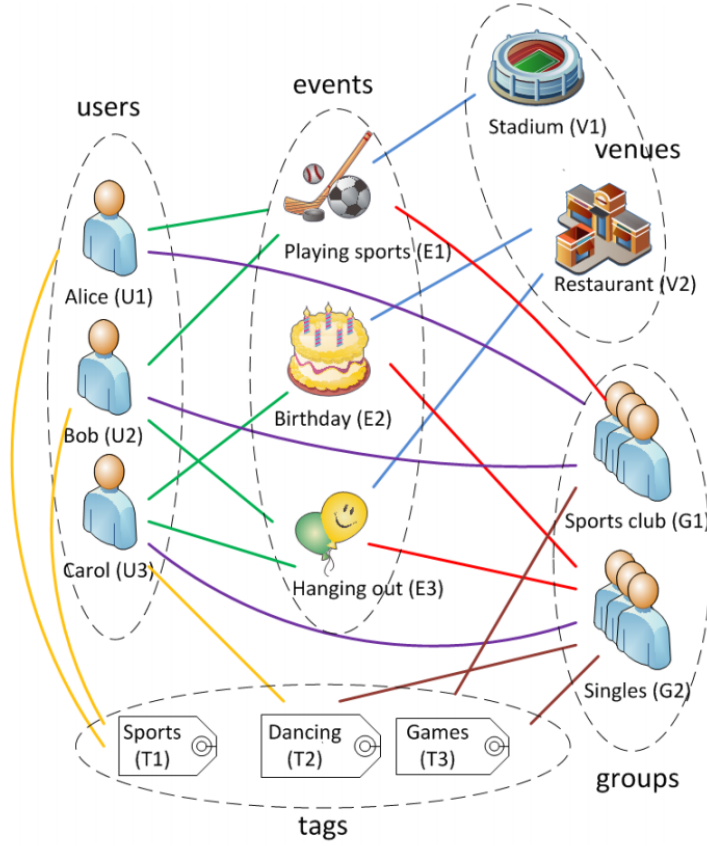 users
events
Stadium (V1)
venues
Playing sports (E1)
Restaurant (V2)
Alice (U1)
Birthday (E2)
Bob (U2)
Sports club (G1)
Carol (U3)
Hanging out (E3)
Singles (G2)
Sports
(T1)
Dancing
(T2)
Games
(T3)
groups
tags